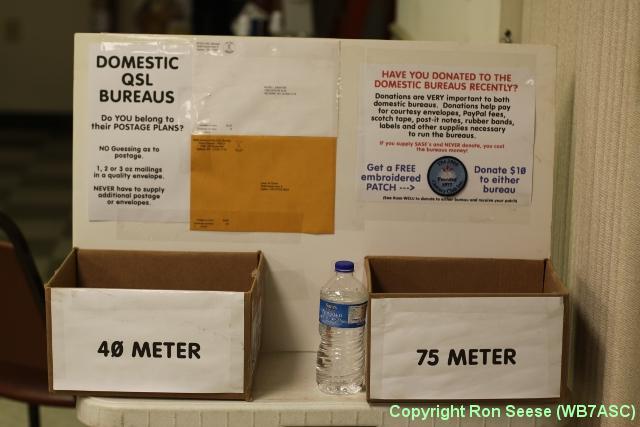 DOMESTIC
QSL
BUREAUS
Do YOU belong to
their POSTAGE PLANS?
NO Guessing as to
postage.
1, 2 or 3 oz mailings
in a quality envelope.
NEVER have to supply
additional postage
or envelopes.
HAVE YOU DONATED TO THE
DOMESTIC BUREAUS RECENTLY?
Donations are VERY important to both
domestic bureaus. Donations help pay
for courtesy envelopes, PayPal fees,
scotch tape, post-it notes, rubber bands,
labels and other supplies necessary
to run the bureaus.
If you supply SASE's and NEVER donate, you cost
the bureaus money!
Get a FREE
embroidered
PATCH --->
Donate $10
to either
bureau
40 METER
75 METER
Copyright Ron Seese (WB7ASC)